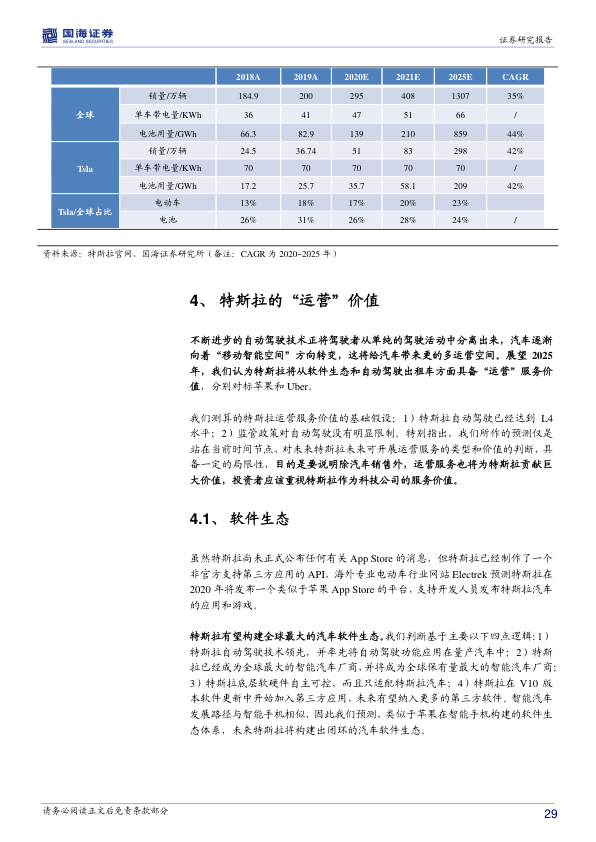 国海证券
SEALAND SECURITIES
证券研究报告
2018A 2019A 2020E 2021E 2025E CAGR
全球 销量/万辆 184.9 200 295 408 1307 35%
单车带电量/KWh 36 41 47 51 66 /
电池用量/GWh 66.3 82.9 139 210 859 44%
Tsla 销量/万辆 24.5 36.74 51 83 298 42%
单车带电量/KWh 70 70 70 70 70 /
电池用量/GWh 17.2 25.7 35.7 58.1 209 42%
Tsla/全球占比 电动车 13% 18% 17% 20% 23%
电池 26% 31% 26% 28% 24% /
资料来源：特斯拉官网、国海证券研究所（备注：CAGR 为 2020~2025 年）
4、 特斯拉的“运营”价值
不断进步的自动驾驶技术正将驾驶者从单纯的驾驶活动中分离出来，汽车逐渐
向着“移动智能空间”方向转变，这将给汽车带来更的多运营空间。展望 2025
年，我们认为特斯拉将从软件生态和自动驾驶出租车方面具备“运营”服务价
值，分别对标苹果和 Uber。
我们测算的特斯拉运营服务价值的基础假设：1）特斯拉自动驾驶已经达到 L4
水平；2）监管政策对自动驾驶没有明显限制。特别指出，我们所作的预测仅是
站在当前时间节点，对未来特斯拉未来可开展运营服务的类型和价值的判断，具
备一定的局限性，目的是要说明除汽车销售外，运营服务也将为特斯拉贡献巨
大价值，投资者应该重视特斯拉作为科技公司的服务价值。
4.1、 软件生态
虽然特斯拉尚未正式公布任何有关 App Store 的消息，但特斯拉已经制作了一个
非官方支持第三方应用的 API，海外专业电动车行业网站 Electrek 预测特斯拉在
2020 年将发布一个类似于苹果 App Store 的平台，支持开发人员发布特斯拉汽车
的应用和游戏。
特斯拉有望构建全球最大的汽车软件生态。我们判断基于主要以下四点逻辑：1）
特斯拉自动驾驶技术领先，并率先将自动驾驶功能应用在量产汽车中；2）特斯
拉已经成为全球最大的智能汽车厂商，并将成为全球保有量最大的智能汽车厂商；
3）特斯拉底层软硬件自主可控，而且只适配特斯拉汽车；4）特斯拉在 V10 版
本软件更新中开始加入第三方应用，未来有望纳入更多的第三方软件。智能汽车
发展路径与智能手机相似，因此我们预测，类似于苹果在智能手机构建的软件生
态体系，未来特斯拉将构建出闭环的汽车软件生态。
请务必阅读正文后免责条款部分
29